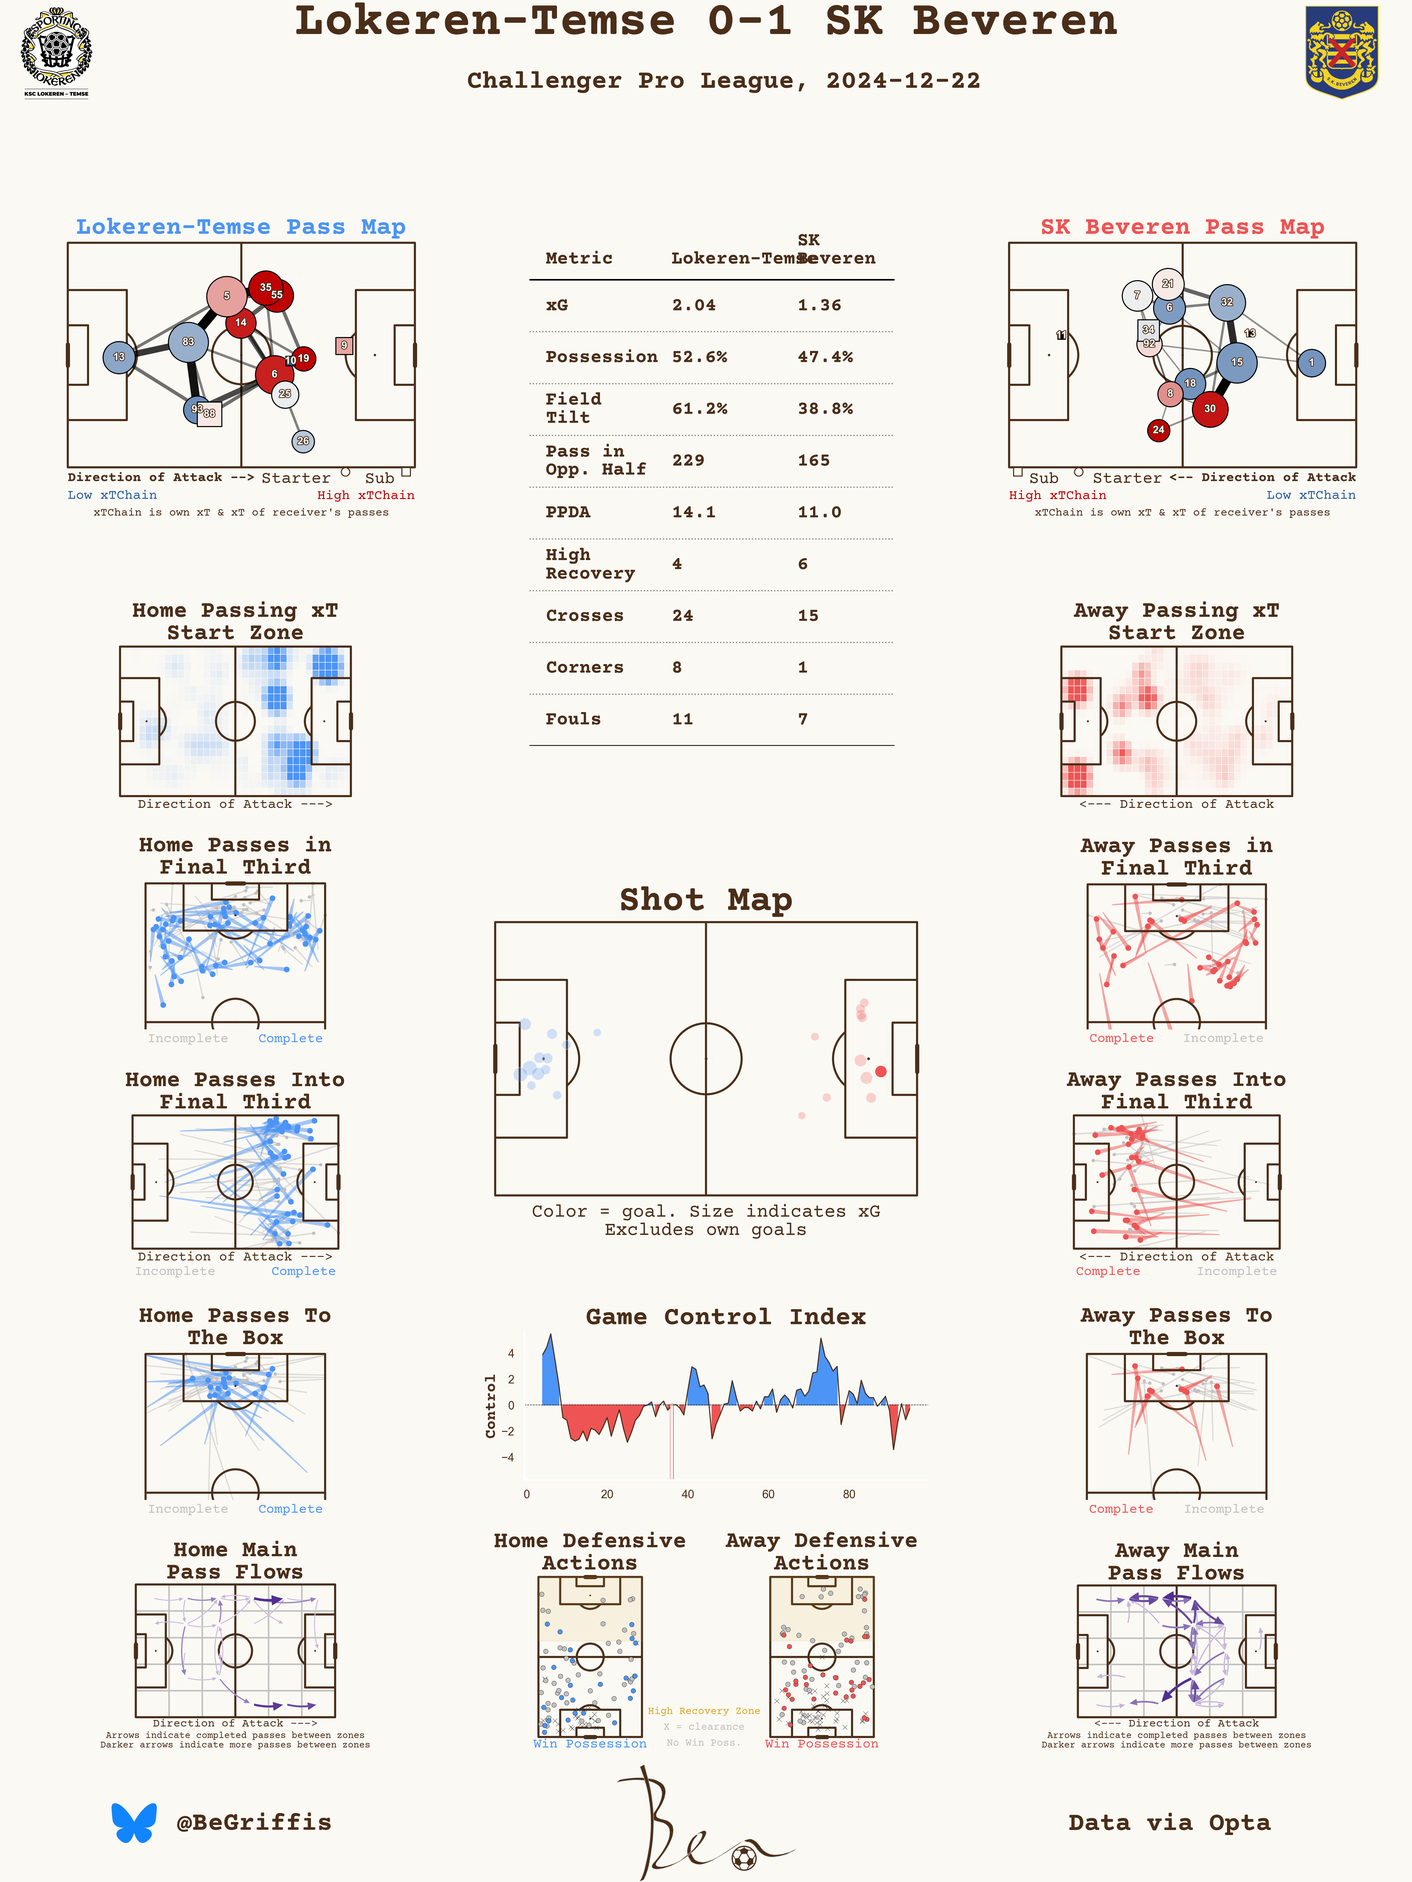 Lokeren-Temse 0-1 SK Beveren
Challenger Pro League, 2024-12-22
SPORTING
LOKEREN
KSC LOKEREN - TEMSE
S.K. BEVEREN
Lokeren-Temse Pass Map
5
35
55
14
83
13
9
10
19
6
25
93
88
26
Direction of Attack --> Starter Sub
Low xTChain High xTChain
xTChain is own xT & xT of receiver's passes
Metric Lokeren-Temse SK Beveren
xG 2.04 1.36
Possession 52.6% 47.4%
Field Tilt 61.2% 38.8%
Pass in Opp. Half 229 165
PPDA 14.1 11.0
High Recovery 4 6
Crosses 24 15
Corners 8 1
Fouls 11 7
SK Beveren Pass Map
21
7
6
32
34
92
11
13
15
1
18
8
30
24
Sub Starter <-- Direction of Attack
High xTChain Low xTChain
xTChain is own xT & xT of receiver's passes
Home Passing xT
Start Zone
Direction of Attack --->
Away Passing xT
Start Zone
<--- Direction of Attack
Home Passes in
Final Third
Incomplete Complete
Away Passes in
Final Third
Complete Incomplete
Shot Map
Color = goal. Size indicates xG
Excludes own goals
Home Passes Into
Final Third
Direction of Attack --->
Incomplete Complete
Away Passes Into
Final Third
<--- Direction of Attack
Complete Incomplete
Home Passes To
The Box
Incomplete Complete
Game Control Index
Control
4
2
0
−2
−4
0 20 40 60 80
Away Passes To
The Box
Complete Incomplete
Home Main
Pass Flows
Direction of Attack --->
Arrows indicate completed passes between zones
Darker arrows indicate more passes between zones
Home Defensive
Actions
Win Possession
High Recovery Zone
X = clearance
No Win Poss.
Away Defensive
Actions
Win Possession
Away Main
Pass Flows
<--- Direction of Attack
Arrows indicate completed passes between zones
Darker arrows indicate more passes between zones
@BeGriffis
Ben
Data via Opta